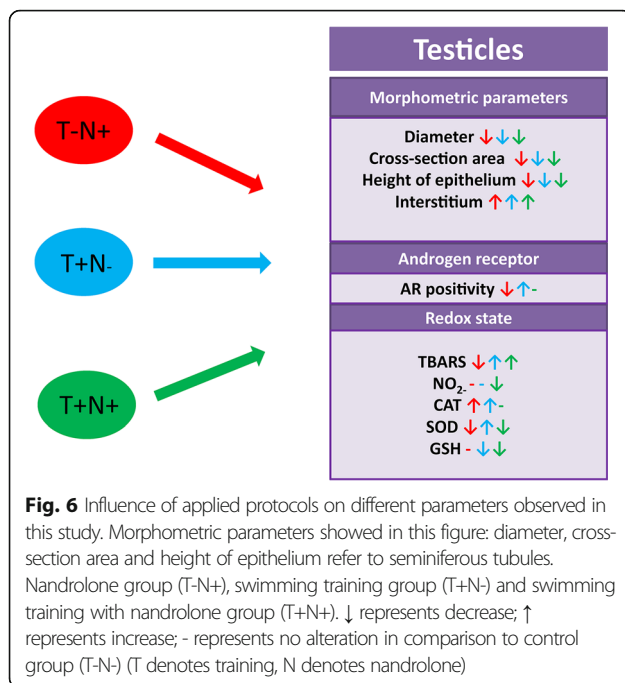 Testicles
Morphometric parameters
T-N+
Diameter ↓↓↓
Cross-section area ↓↓↓
Height of epithelium ↓↓↓
Interstitium ↑↑↑
T+N-
Androgen receptor
AR positivity ↓↑-
Redox state
TBARS ↓↑↑
NO₂- - - ↓
CAT ↑↑-
SOD ↓↑↓
GSH - ↓↓
T+N+
Fig. 6 Influence of applied protocols on different parameters observed in
this study. Morphometric parameters showed in this figure: diameter, cross-
section area and height of epithelium refer to seminiferous tubules.
Nandrolone group (T-N+), swimming training group (T+N-) and swimming
training with nandrolone group (T+N+). ↓ represents decrease; ↑
represents increase; - represents no alteration in comparison to control
group (T-N-) (T denotes training, N denotes nandrolone)